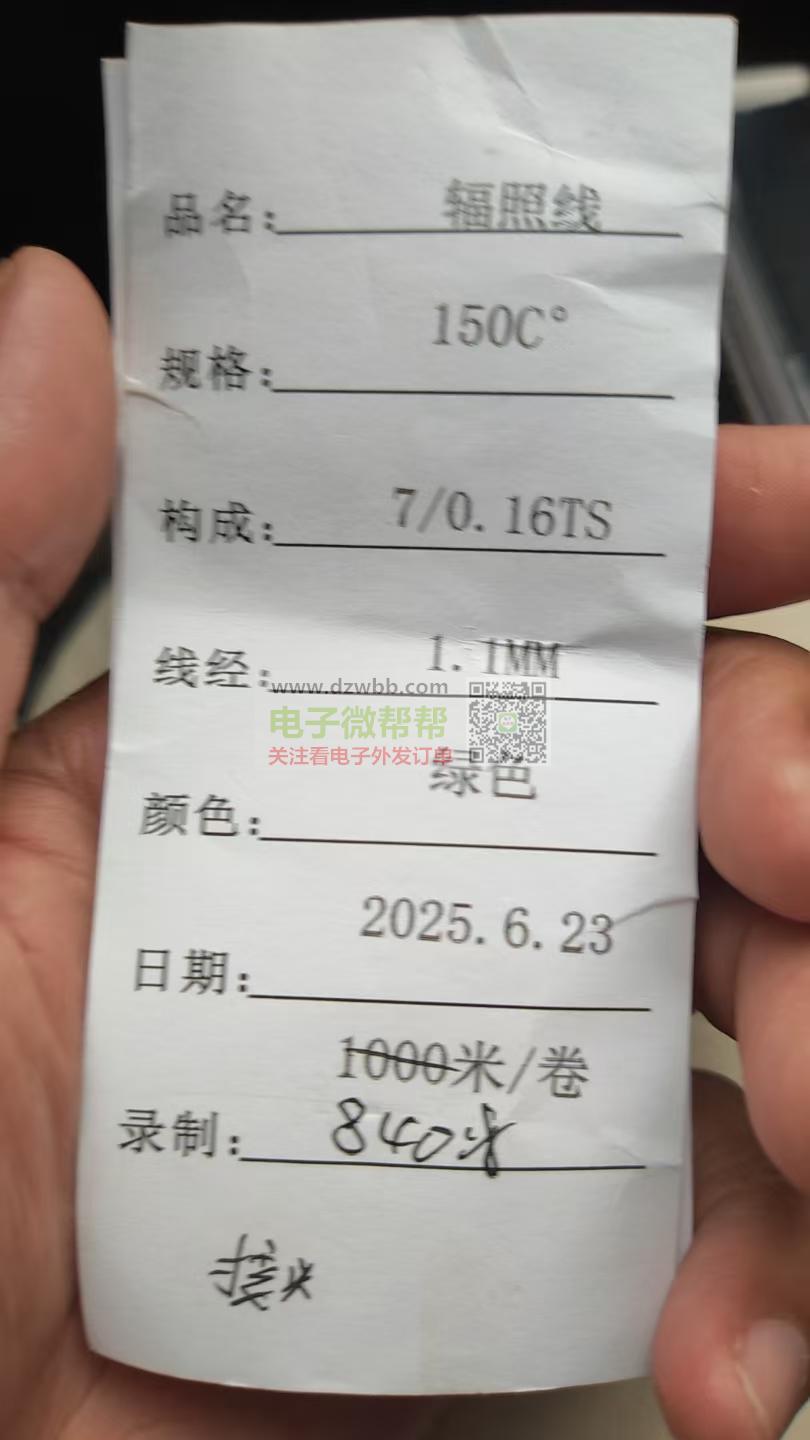 品名： 辐照线
规格： 150C°
构成： 7/0.16TS
线经： 1.1MM
www.dzwbb.com
电子微帮帮
关注看电子外发订单
颜色： 绿色
日期： 2025.6.23
1000米/卷
录制： 840米